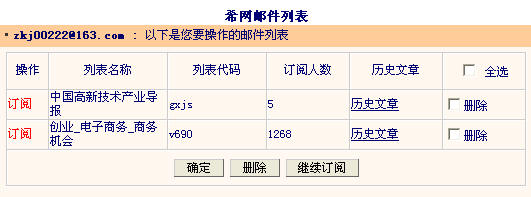 希网邮件列表
• zkj00222@163.com : 以下是您要操作的邮件列表
操作 列表名称 列表代码 订阅人数 历史文章 全选
订阅 中国高新技术产业导报 gxjs 5 历史文章 删除
订阅 创业_电子商务_商务机会 v690 1268 历史文章 删除
确定 删除 继续订阅